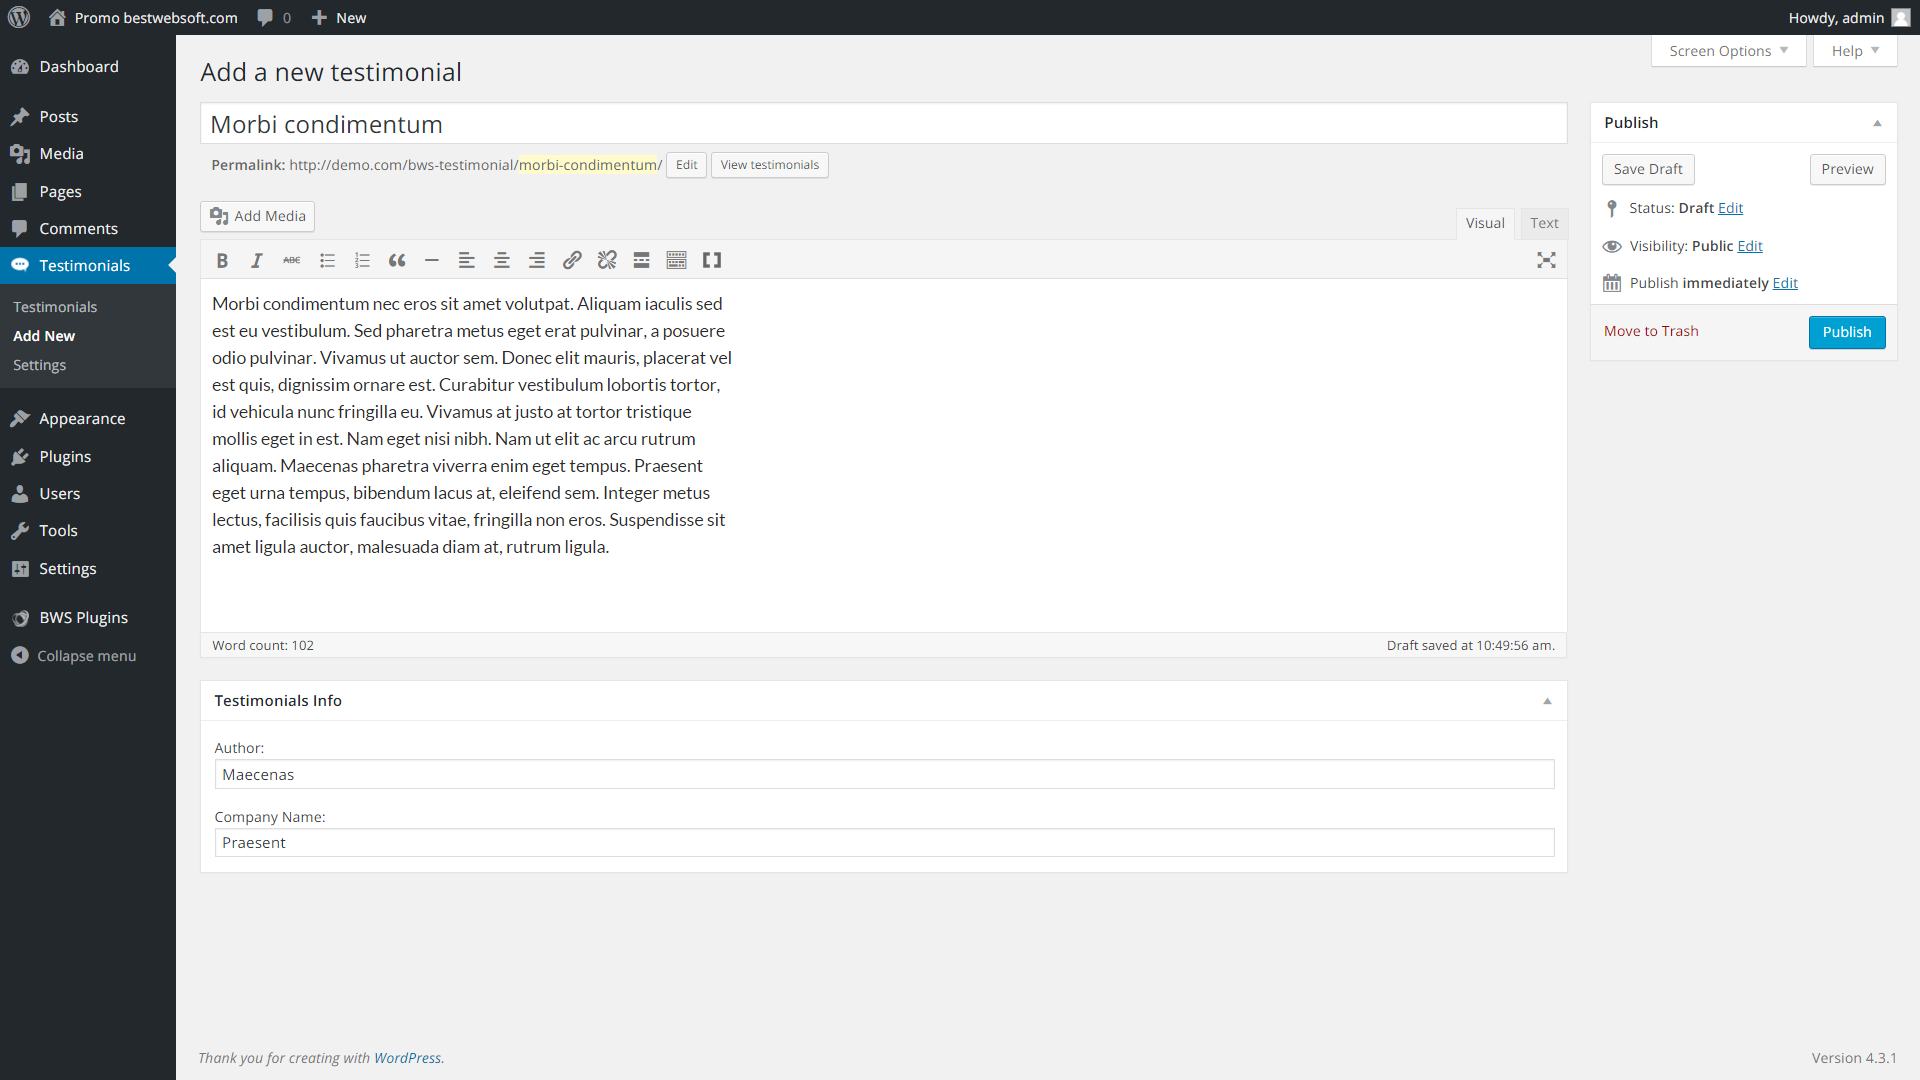 Promo bestwebsoft.com
0
New
Howdy, admin
Dashboard
Posts
Media
Pages
Comments
Testimonials
Testimonials
Add New
Settings
Appearance
Plugins
Users
Tools
Settings
BWS Plugins
Collapse menu
Screen Options
Help
Add a new testimonial
Morbi condimentum
Permalink: http://demo.com/bws-testimonial/morbi-condimentum/ Edit View testimonials
Add Media
Visual Text
B I ABC
Morbi condimentum nec eros sit amet volutpat. Aliquam iaculis sed
est eu vestibulum. Sed pharetra metus eget erat pulvinar, a posuere
odio pulvinar. Vivamus ut auctor sem. Donec elit mauris, placerat vel
est quis, dignissim ornare est. Curabitur vestibulum lobortis tortor,
id vehicula nunc fringilla eu. Vivamus at justo at tortor tristique
mollis eget in est. Nam eget nisi nibh. Nam ut elit ac arcu rutrum
aliquam. Maecenas pharetra viverra enim eget tempus. Praesent
eget urna tempus, bibendum lacus at, eleifend sem. Integer metus
lectus, facilisis quis faucibus vitae, fringilla non eros. Suspendisse sit
amet ligula auctor, malesuada diam at, rutrum ligula.
Word count: 102
Draft saved at 10:49:56 am.
Testimonials Info
Author:
Maecenas
Company Name:
Praesent
Publish
Save Draft
Preview
Status: Draft Edit
Visibility: Public Edit
Publish immediately Edit
Move to Trash
Publish
Thank you for creating with WordPress.
Version 4.3.1